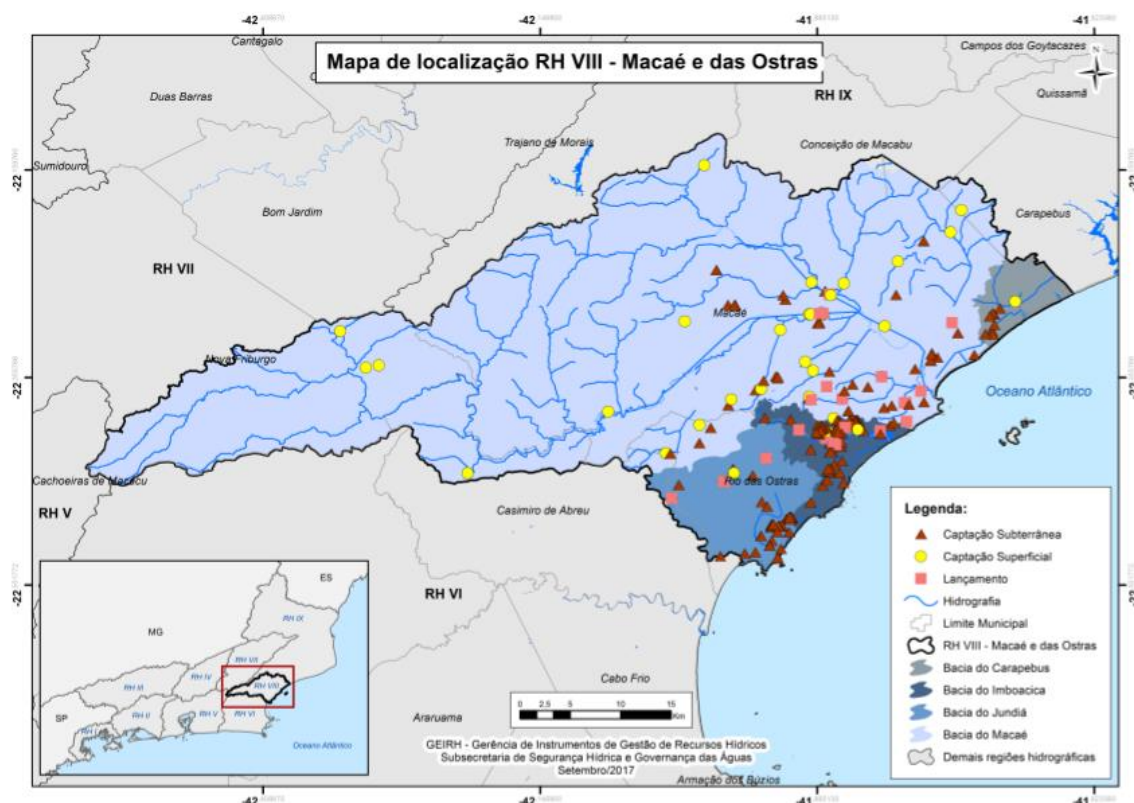 -42
-42
-41
-41
Cantagalo
Mapa de localização RH VIII - Macaé e das Ostras
Campos dos Goytacazes
N
Duas Barras
RH IX
Quissamã
Trajano de Morais
Conceição de Macabu
-22
-22
Sumidouro
Bom Jardim
Carapebus
RH VII
Macaé
Nova Friburgo
-22
-22
Oceano Atlântico
Cachoeiras de Macacu
Rio das Ostras
RH V
Casimiro de Abreu
Legenda:
Captação Subterrânea
Captação Superficial
Lançamento
Hidrografia
Limite Municipal
RH VIII - Macaé e das Ostras
Bacia do Carapebus
Bacia do Imboacica
Bacia do Jundiá
Bacia do Macaé
Demais regiões hidrográficas
-22
-22
RH VI
ES
MG
RH IX
RH VII
RH IV
RH III
RH VIII
SP
RH II
RH V
RH VI
RH I
Oceano Atlântico
Cabo Frio
0 2,5 5 10 15
Km
Araruama
GEIRH - Gerência de Instrumentos de Gestão de Recursos Hídricos
Subsecretaria de Segurança Hídrica e Governança das Águas
Setembro/2017
Armação dos Búzios
-42
-42
-41
-41